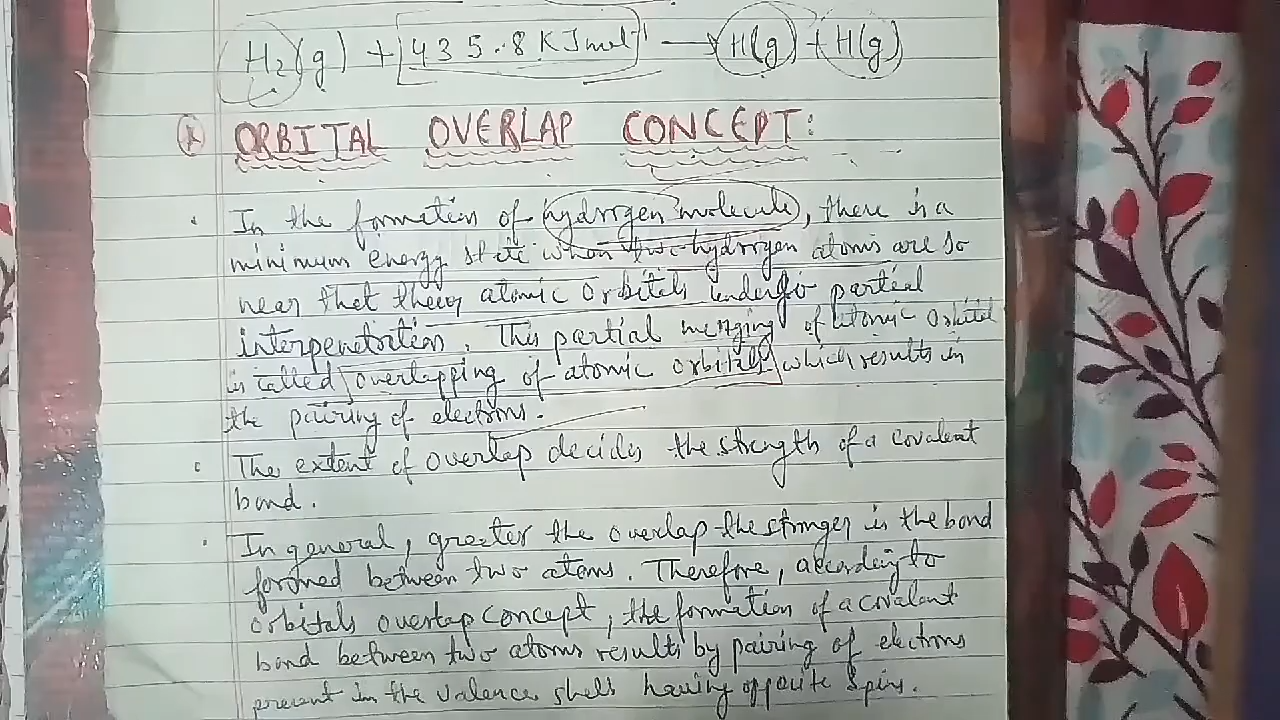 H₂(g) + 435.8 KJmol⁻¹ → H(g) + H(g)
ORBITAL OVERLAP CONCEPT:
In the formation of hydrogen molecule, there is a
minimum energy state when two hydrogen atoms are so
near that their atomic orbitals undergo partial
interpenetration. This partial merging of atomic orbital
is called overlapping of atomic orbitals which results in
the pairing of electrons.
The extent of overlap decides the strength of a covalent
bond.
In general, greater the overlap the stronger is the bond
formed between two atoms. Therefore, according to
orbitals overlap concept, the formation of a covalent
bond between two atoms results by pairing of electrons
present in the valence shell having opposite spins.